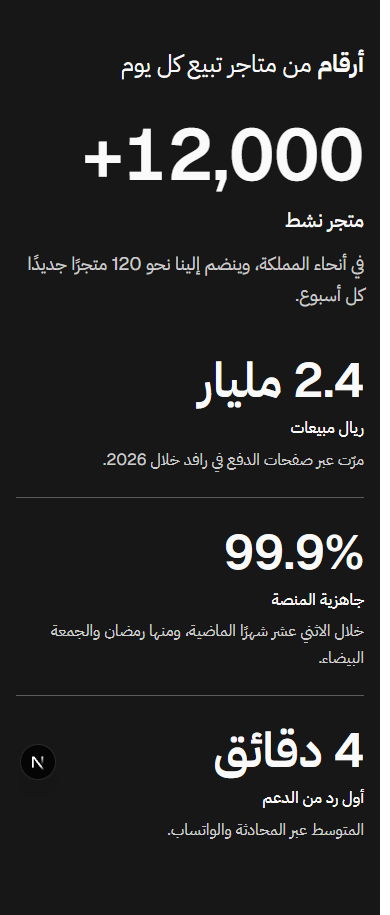 أرقام من متاجر تبيع كل يوم
+12,000
متجر نشط
في أنحاء المملكة، وينضم إلينا نحو 120 متجرًا جديدًا
كل أسبوع.
2.4 مليار
ريال مبيعات
مرّت عبر صفحات الدفع في رافد خلال 2026.
99.9%
جاهزية المنصة
خلال الاثني عشر شهرًا الماضية، ومنها رمضان والجمعة
البيضاء.
4 دقائق
N
أول رد من الدعم
المتوسط عبر المحادثة والواتساب.